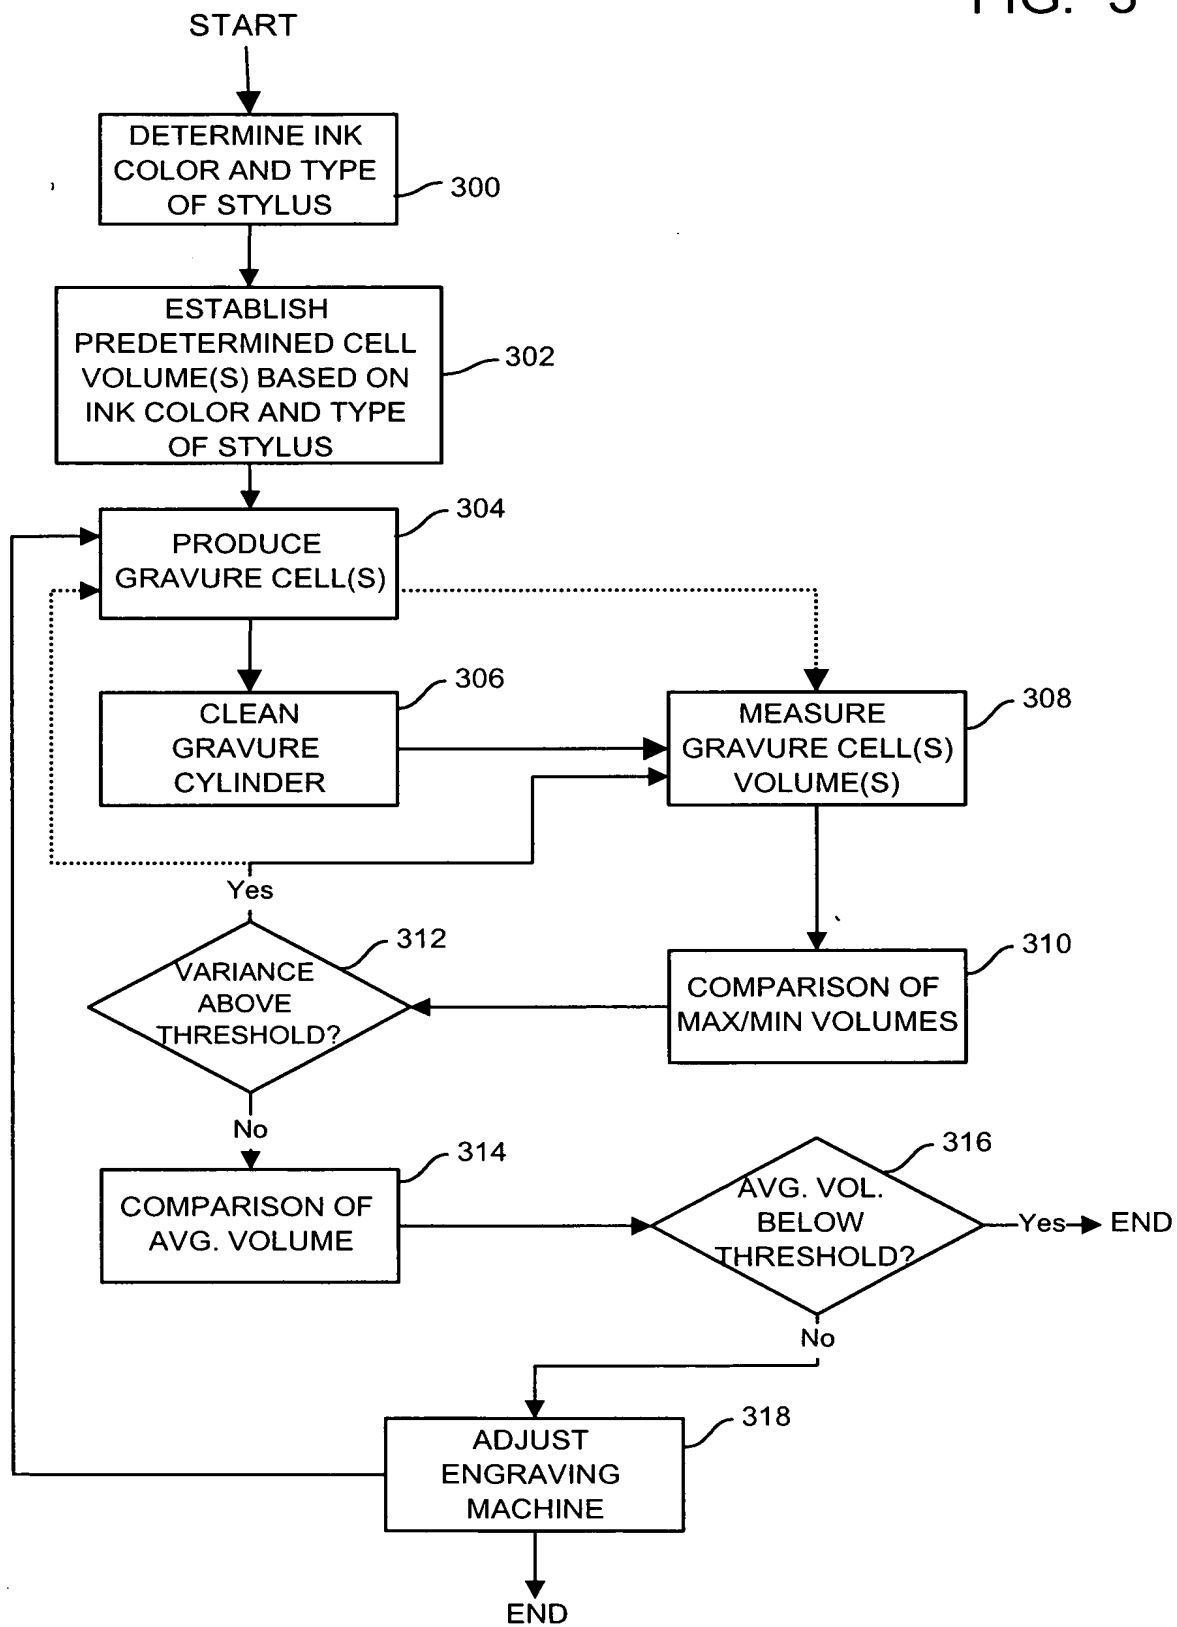 FIG. 3
START
DETERMINE INK
COLOR AND TYPE
OF STYLUS
300
ESTABLISH
PREDETERMINED CELL
VOLUME(S) BASED ON
INK COLOR AND TYPE
OF STYLUS
302
PRODUCE
GRAVURE CELL(S)
304
CLEAN
GRAVURE
CYLINDER
306
MEASURE
GRAVURE CELL(S)
VOLUME(S)
308
Yes
VARIANCE
ABOVE
THRESHOLD?
312
COMPARISON OF
MAX/MIN VOLUMES
310
No
COMPARISON OF
AVG. VOLUME
314
AVG. VOL.
BELOW
THRESHOLD?
316
Yes
END
No
ADJUST
ENGRAVING
MACHINE
318
END